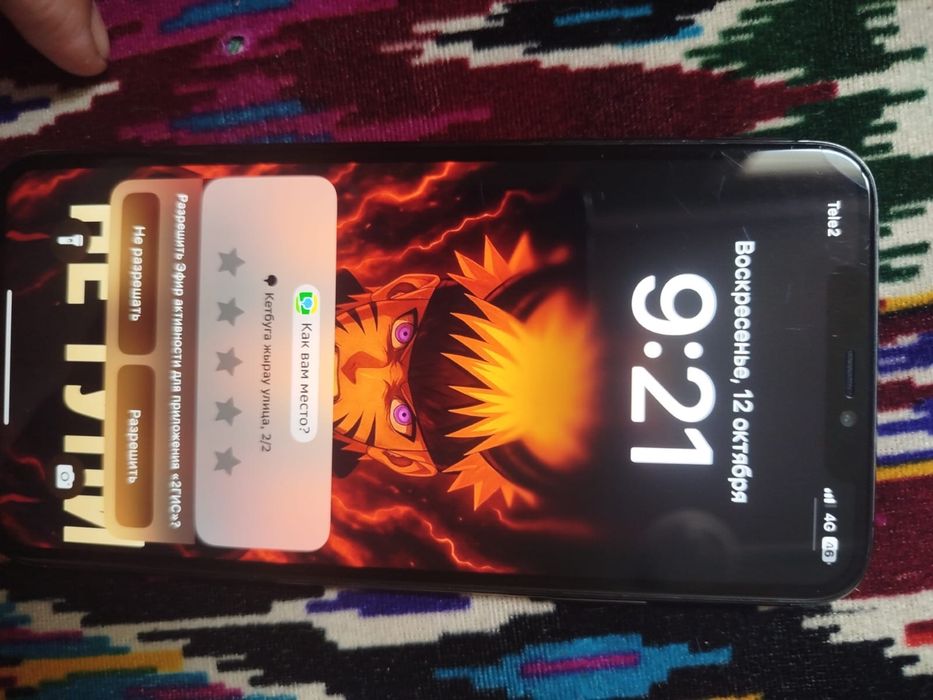 Tele2
4G 46
Воскресенье, 12 октября
9:21
Как вам место?
Кетбуга жырау улица, 2/2
Разрешить Эфир активности для приложения «2ГИС»?
Не разрешать
Разрешить